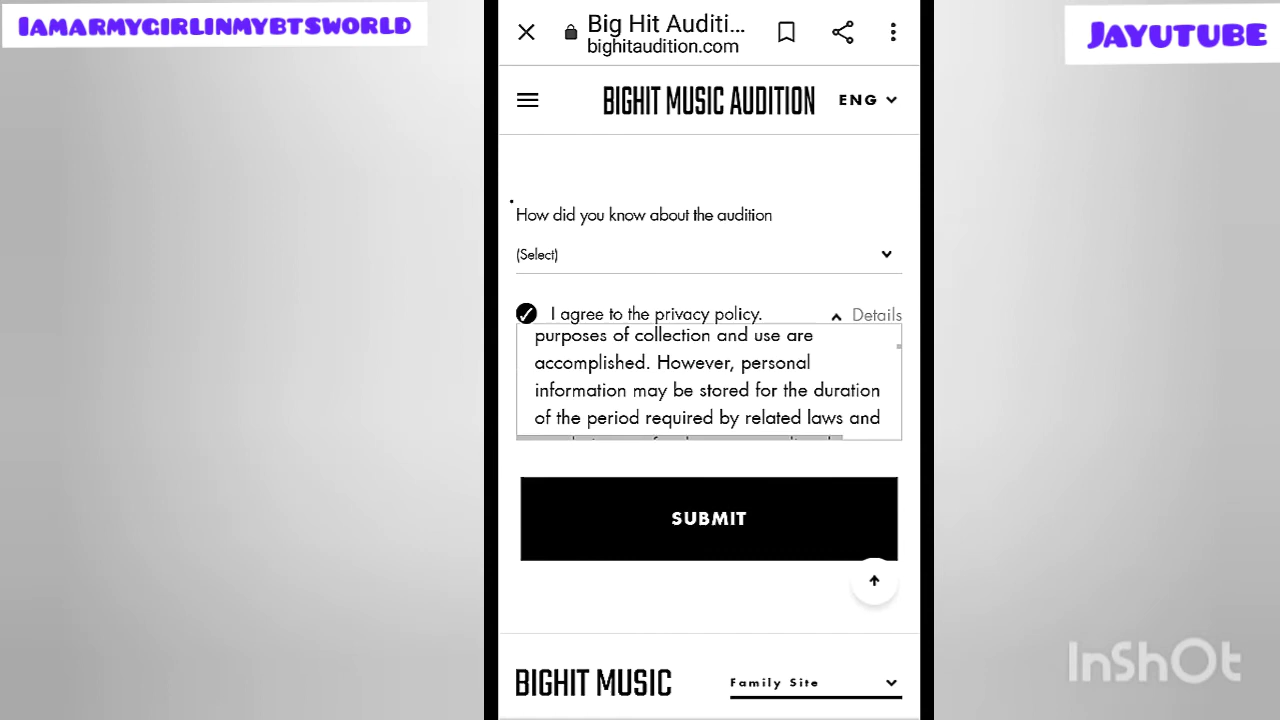 IAMARMYGIRLINMYBTSWORLD
JAYUTUBE
Big Hit Auditi...
bighitaudition.com
BIGHIT MUSIC AUDITION
ENG
How did you know about the audition
(Select)
I agree to the privacy policy.
Details
purposes of collection and use are
accomplished. However, personal
information may be stored for the duration
of the period required by related laws and
SUBMIT
BIGHIT MUSIC
Family Site
InShOt